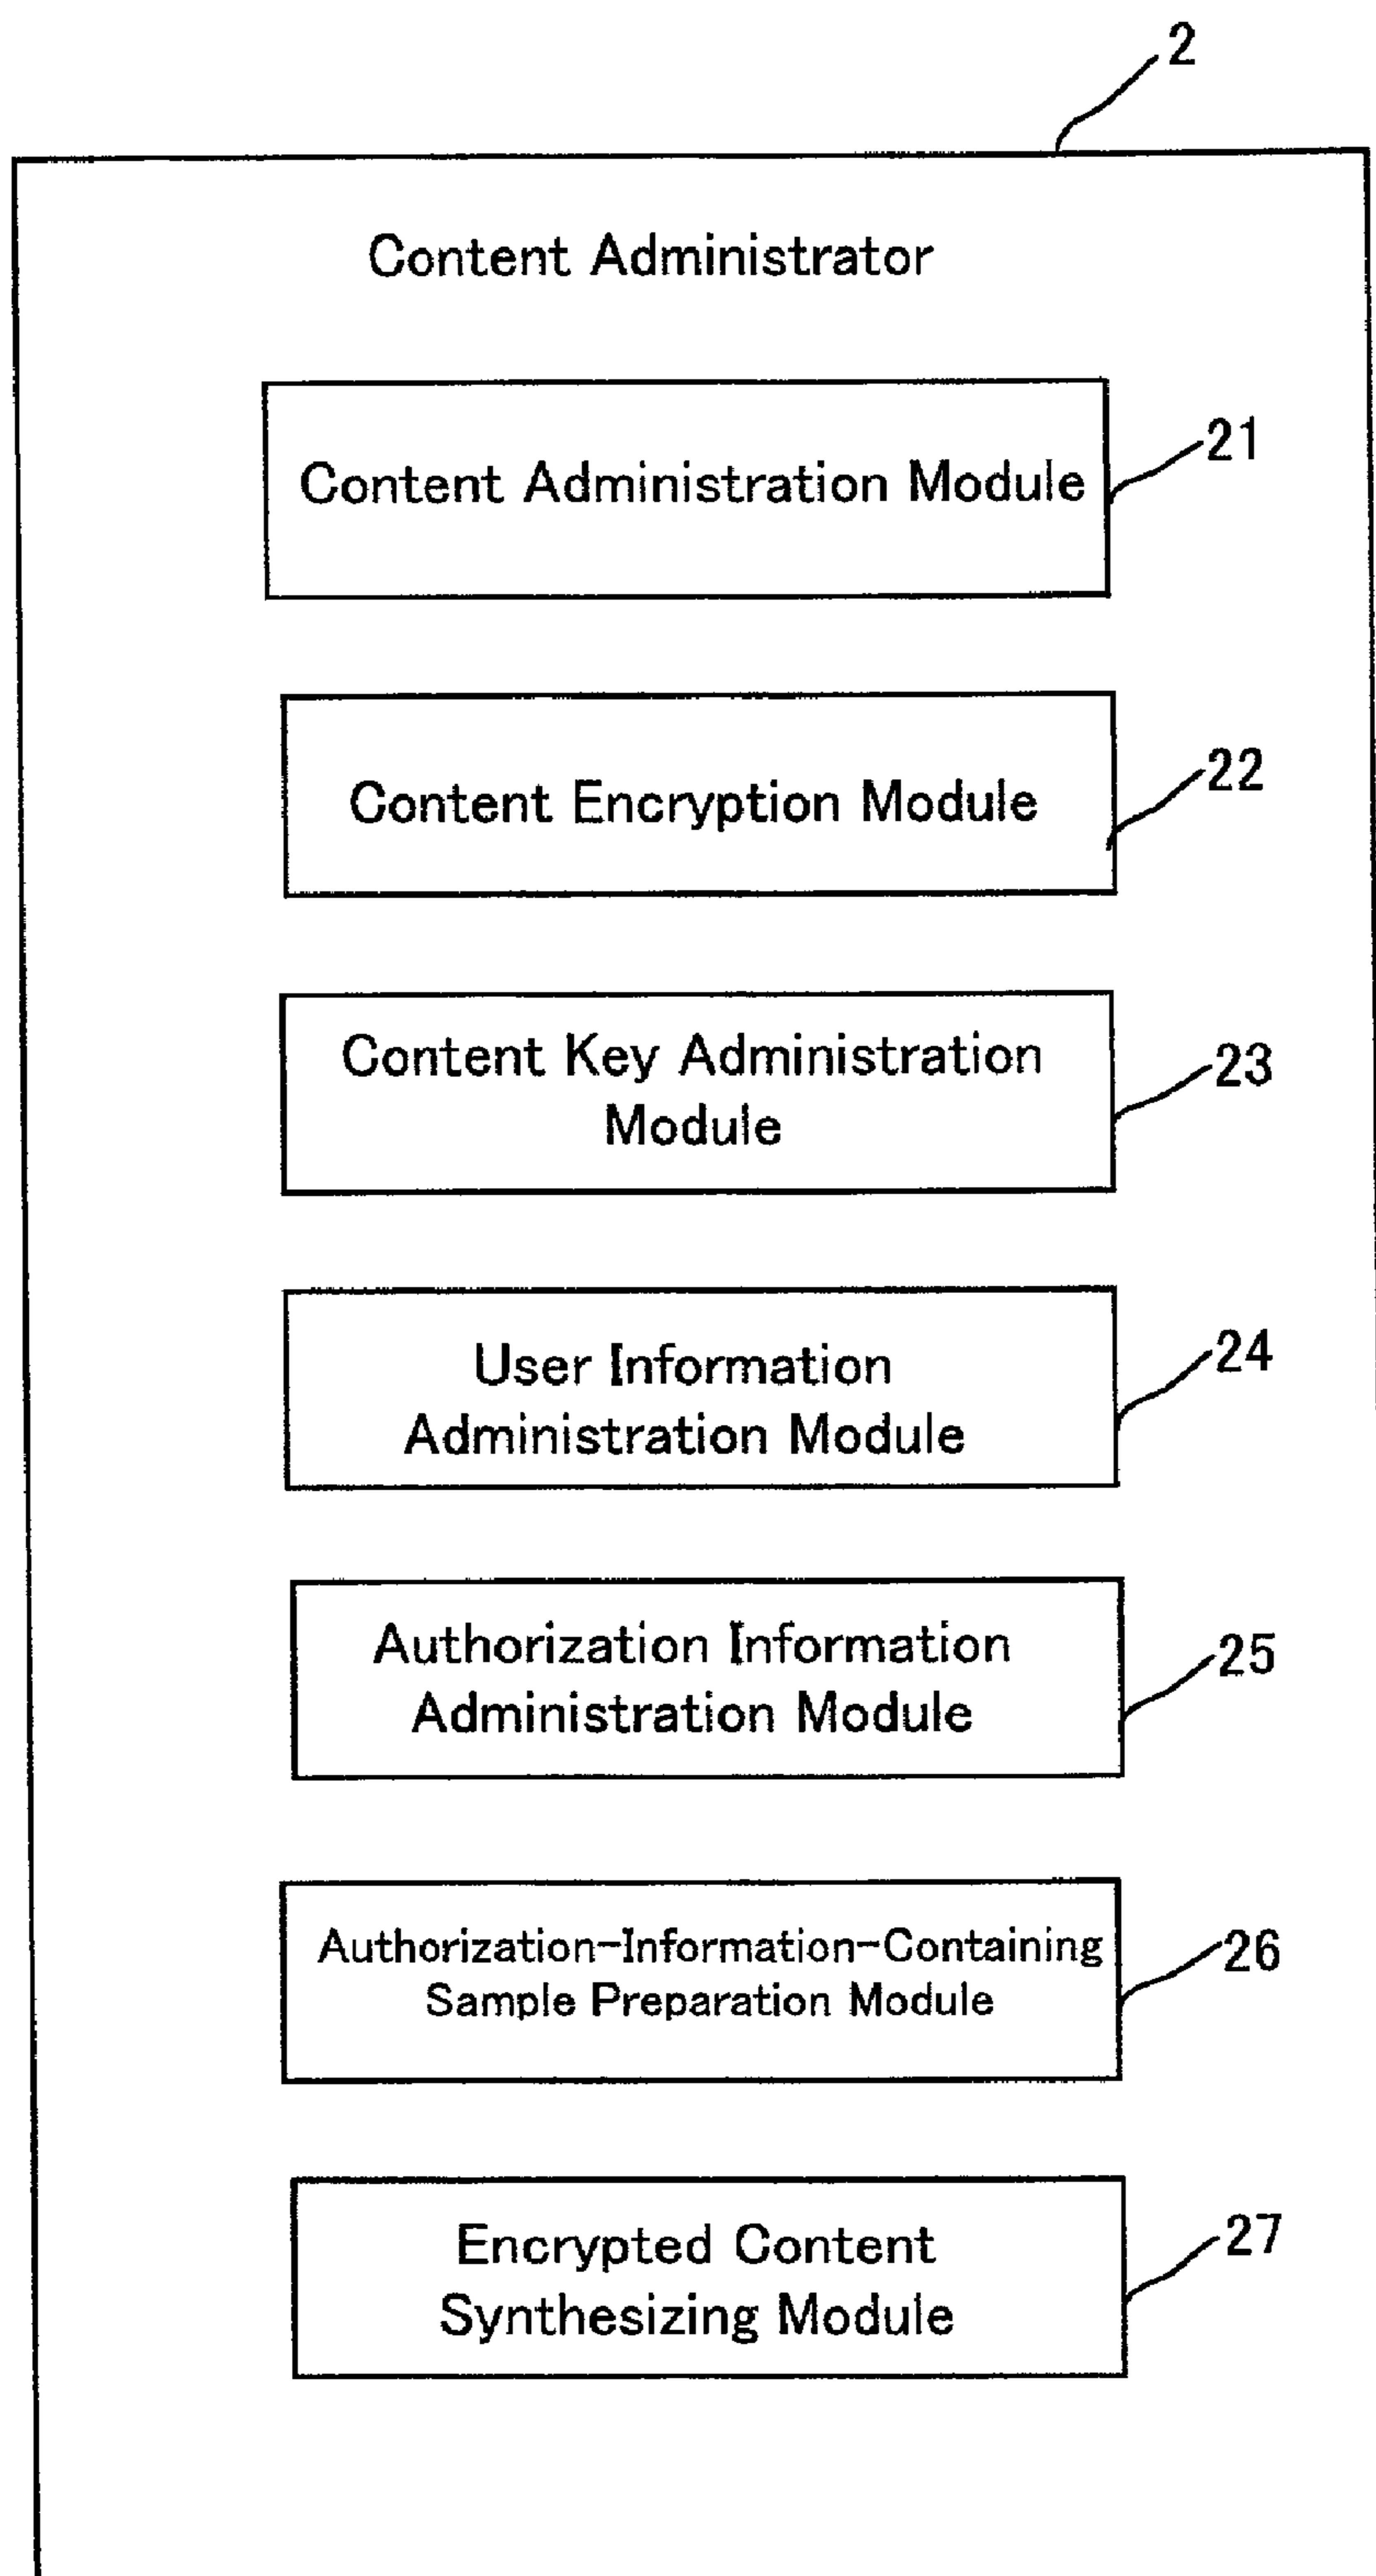 2
Content Administrator
Content Administration Module
21
Content Encryption Module
22
Content Key Administration
Module
23
User Information
Administration Module
24
Authorization Information
Administration Module
25
Authorization-Information-Containing
Sample Preparation Module
26
Encrypted Content
Synthesizing Module
27